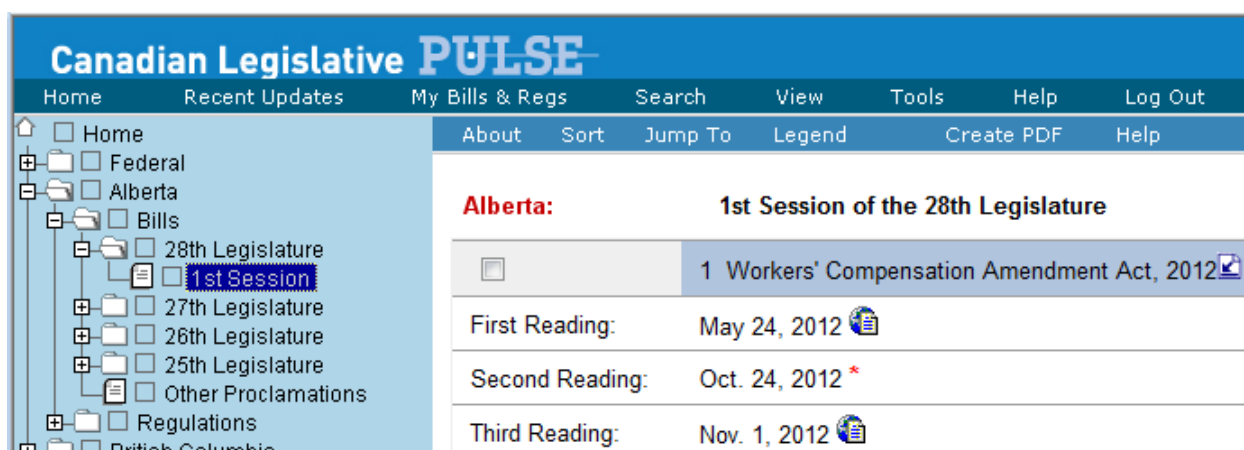 Canadian Legislative PULSE
Home Recent Updates My Bills & Regs Search View Tools Help Log Out
About Sort Jump To Legend Create PDF Help
Home
Federal
Alberta
Bills
28th Legislature
1st Session
27th Legislature
26th Legislature
25th Legislature
Other Proclamations
Regulations
British Columbia
Alberta: 1st Session of the 28th Legislature
1 Workers' Compensation Amendment Act, 2012
First Reading: May 24, 2012
Second Reading: Oct. 24, 2012 *
Third Reading: Nov. 1, 2012